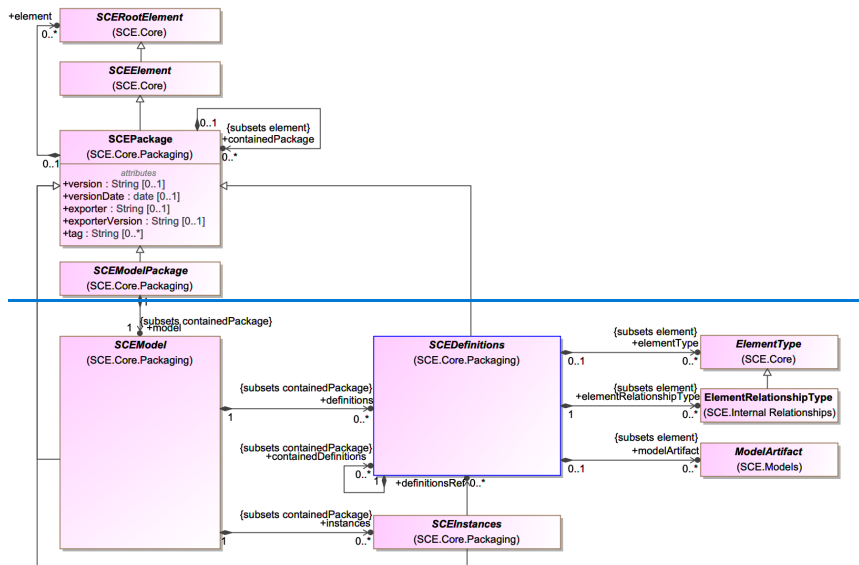 +element
0..*
SCERootElement
(SCE.Core)
SCEElement
(SCE.Core)
0..1
{subsets element}
+containedPackage
0..*
SCEPackage
(SCE.Core.Packaging)
0..1
attributes
+version : String [0..1]
+versionDate : date [0..1]
+exporter : String [0..1]
+exporterVersion : String [0..1]
+tag : String [0..*]
SCEModelPackage
(SCE.Core.Packaging)
1
{subsets containedPackage}
1
+model
SCEModel
(SCE.Core.Packaging)
{subsets containedPackage}
+definitions
1
0..*
SCEDefinitions
(SCE.Core.Packaging)
{subsets containedPackage}
+containedDefinitions
0..*
1
+definitionsRef
0..*
{subsets containedPackage}
+instances
1
0..*
SCEInstances
(SCE.Core.Packaging)
{subsets element}
+elementType
0..1
0..*
ElementType
(SCE.Core)
{subsets element}
+elementRelationshipType
1
0..*
ElementRelationshipType
(SCE.Internal Relationships)
{subsets element}
+modelArtifact
0..1
0..*
ModelArtifact
(SCE.Models)